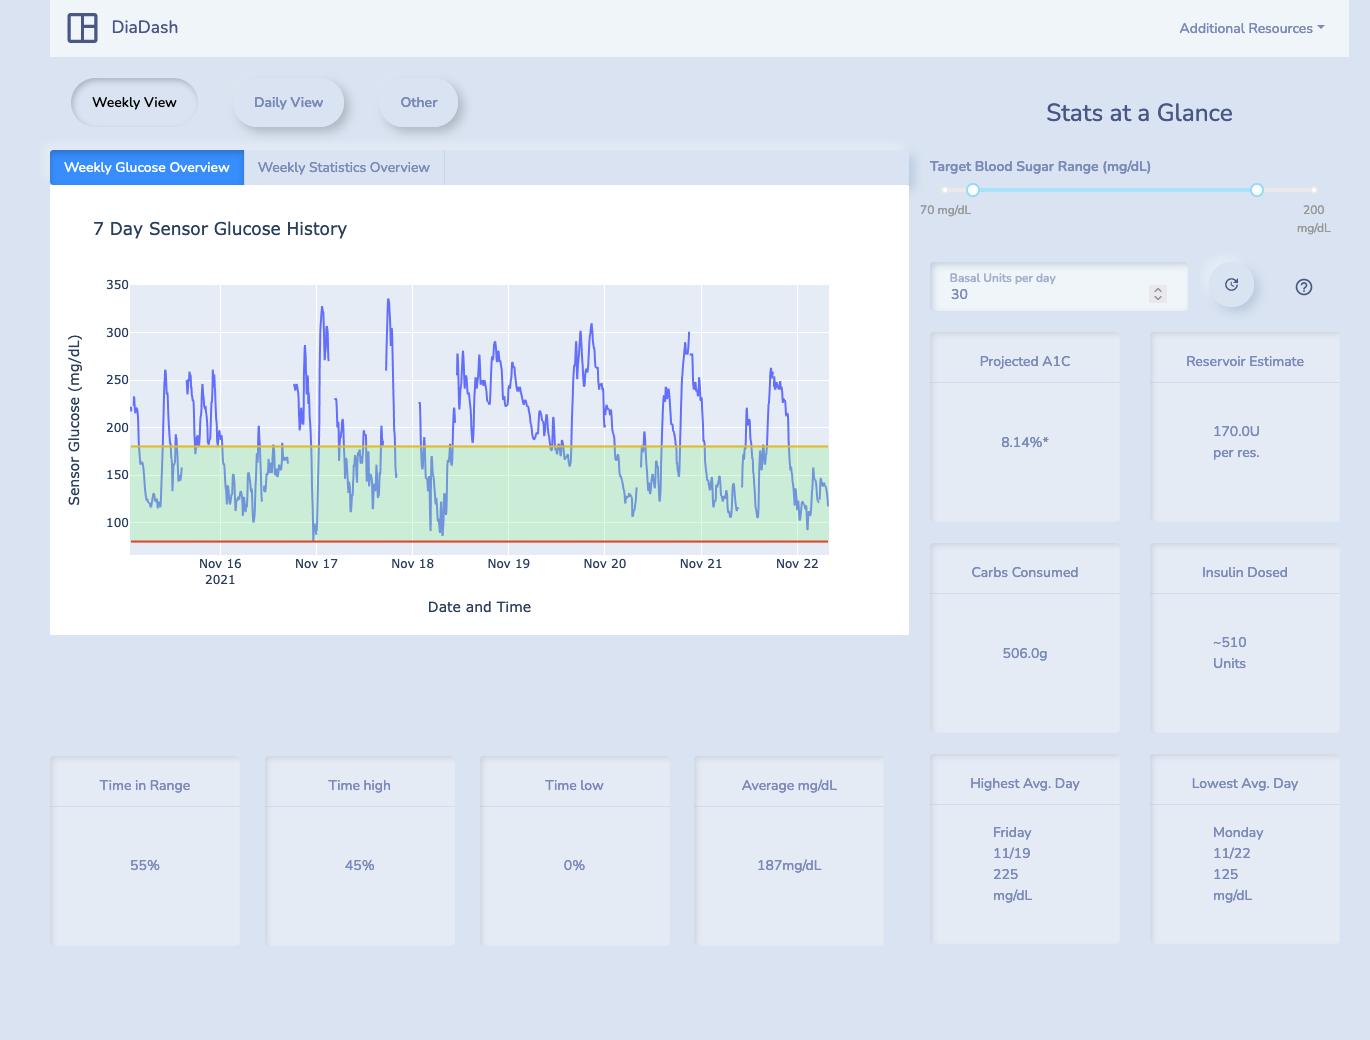 DiaDash
Additional Resources
Weekly View
Daily View
Other
Stats at a Glance
Weekly Glucose Overview
Weekly Statistics Overview
Target Blood Sugar Range (mg/dL)
70 mg/dL
200
mg/dL
7 Day Sensor Glucose History
350
300
250
200
150
100
Sensor Glucose (mg/dL)
Nov 16
2021
Nov 17
Nov 18
Nov 19
Nov 20
Nov 21
Nov 22
Date and Time
Basal Units per day
30
Projected A1C
8.14%*
Reservoir Estimate
170.0U
per res.
Carbs Consumed
506.0g
Insulin Dosed
~510
Units
Time in Range
55%
Time high
45%
Time low
0%
Average mg/dL
187mg/dL
Highest Avg. Day
Friday
11/19
225
mg/dL
Lowest Avg. Day
Monday
11/22
125
mg/dL